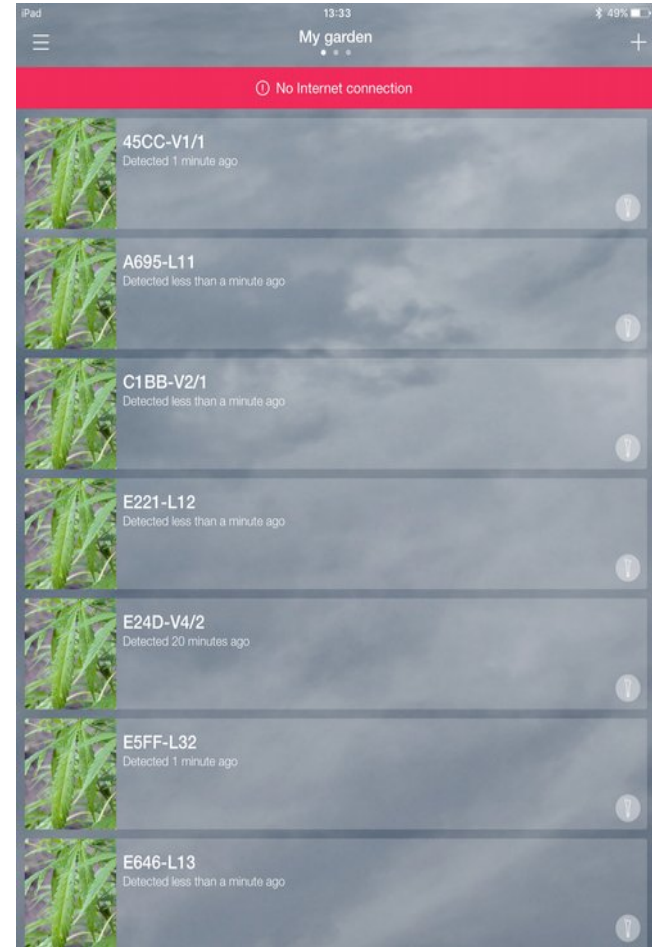 iPad 13:33 49%
My garden
No Internet connection
45CC-V1/1
Detected 1 minute ago
A695-L11
Detected less than a minute ago
C1BB-V2/1
Detected less than a minute ago
E221-L12
Detected less than a minute ago
E24D-V4/2
Detected 20 minutes ago
E5FF-L32
Detected 1 minute ago
E646-L13
Detected less than a minute ago